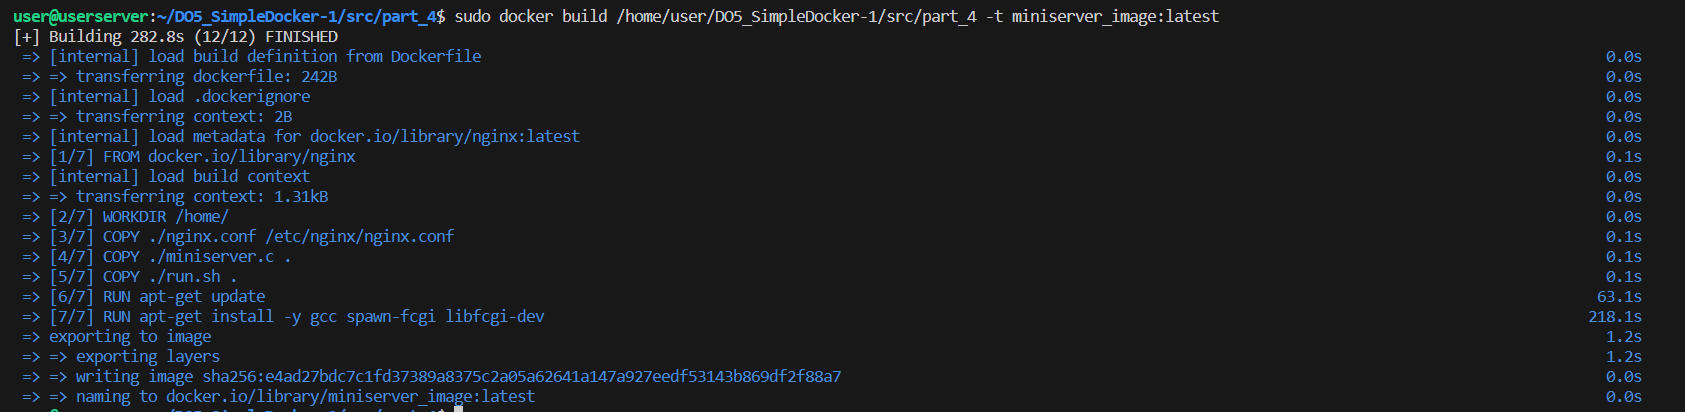 user@userserver:~/DO5_SimpleDocker-1/src/part_4$ sudo docker build /home/user/DO5_SimpleDocker-1/src/part_4 -t miniserver_image:latest
[+] Building 282.8s (12/12) FINISHED
=> [internal] load build definition from Dockerfile 0.0s
=> => transferring dockerfile: 242B 0.0s
=> [internal] load .dockerignore 0.0s
=> => transferring context: 2B 0.0s
=> [internal] load metadata for docker.io/library/nginx:latest 0.0s
=> [1/7] FROM docker.io/library/nginx 0.1s
=> [internal] load build context 0.0s
=> => transferring context: 1.31kB 0.0s
=> [2/7] WORKDIR /home/ 0.0s
=> [3/7] COPY ./nginx.conf /etc/nginx/nginx.conf 0.1s
=> [4/7] COPY ./miniserver.c . 0.1s
=> [5/7] COPY ./run.sh . 0.1s
=> [6/7] RUN apt-get update 63.1s
=> [7/7] RUN apt-get install -y gcc spawn-fcgi libfcgi-dev 218.1s
=> exporting to image 1.2s
=> => exporting layers 1.2s
=> => writing image sha256:e4ad27bdc7c1fd37389a8375c2a05a62641a147a927eedf53143b869df2f88a7 0.0s
=> => naming to docker.io/library/miniserver_image:latest 0.0s